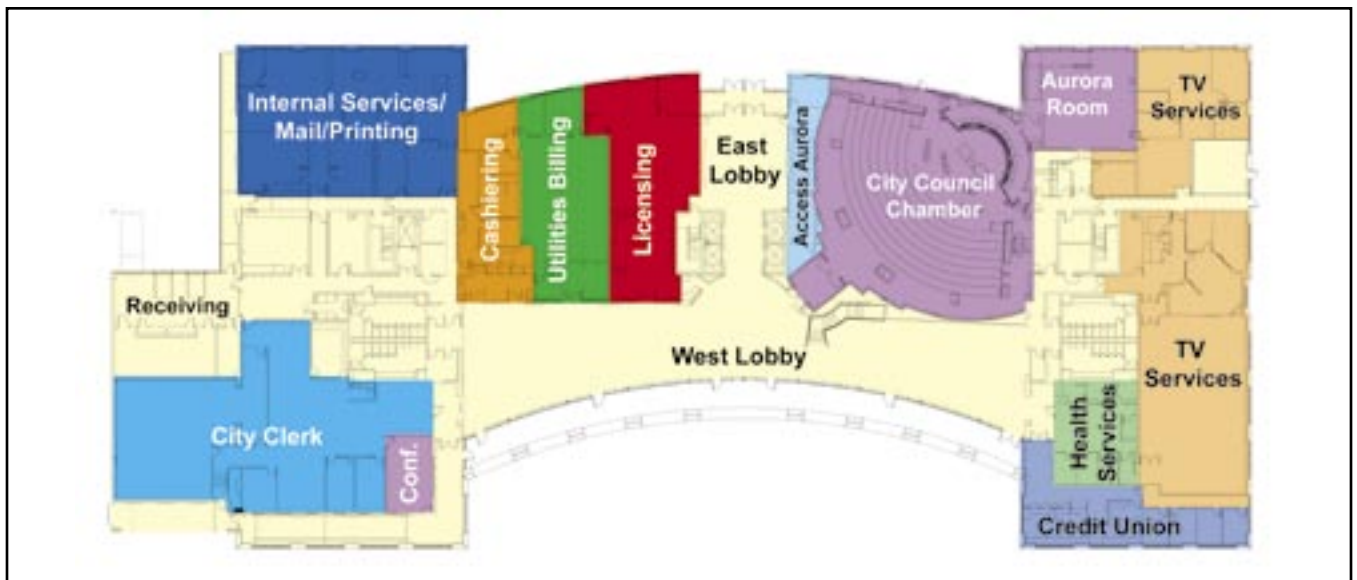 Internal Services/
Mail/Printing
Cashiering
Utilities Billing
Licensing
East
Lobby
Access Aurora
City Council
Chamber
Aurora
Room
TV
Services
Receiving
West Lobby
TV
Services
City Clerk
Conf.
Health
Services
Credit Union